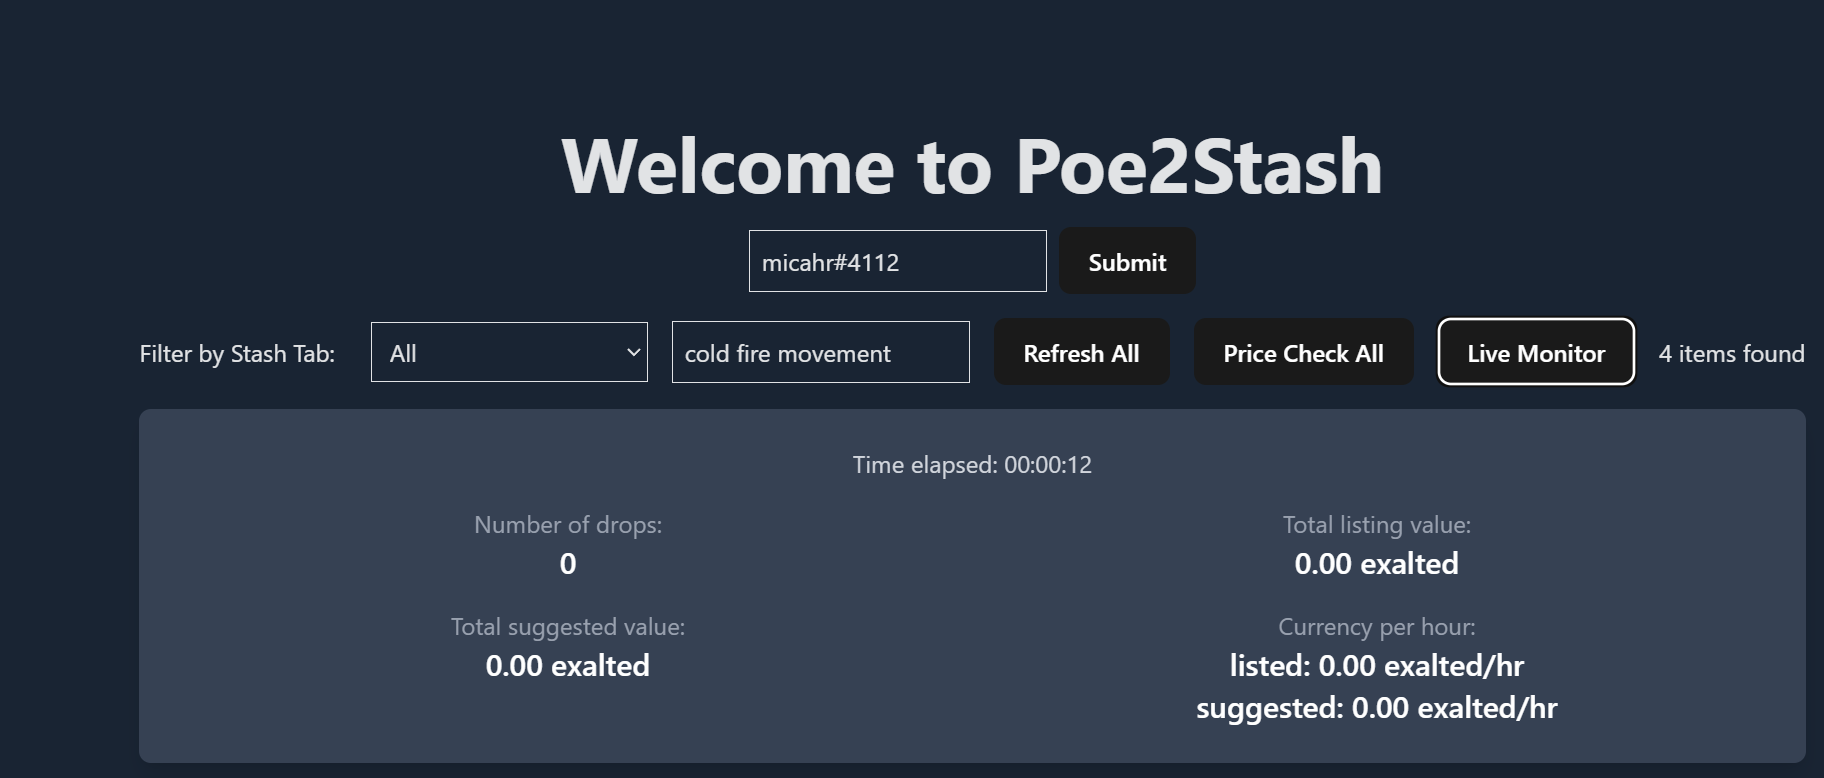 Welcome to Poe2Stash
micahr#4112 Submit
Filter by Stash Tab: All cold fire movement Refresh All Price Check All Live Monitor 4 items found
Time elapsed: 00:00:12
Number of drops: Total listing value:
0 0.00 exalted
Total suggested value: Currency per hour:
0.00 exalted listed: 0.00 exalted/hr
suggested: 0.00 exalted/hr